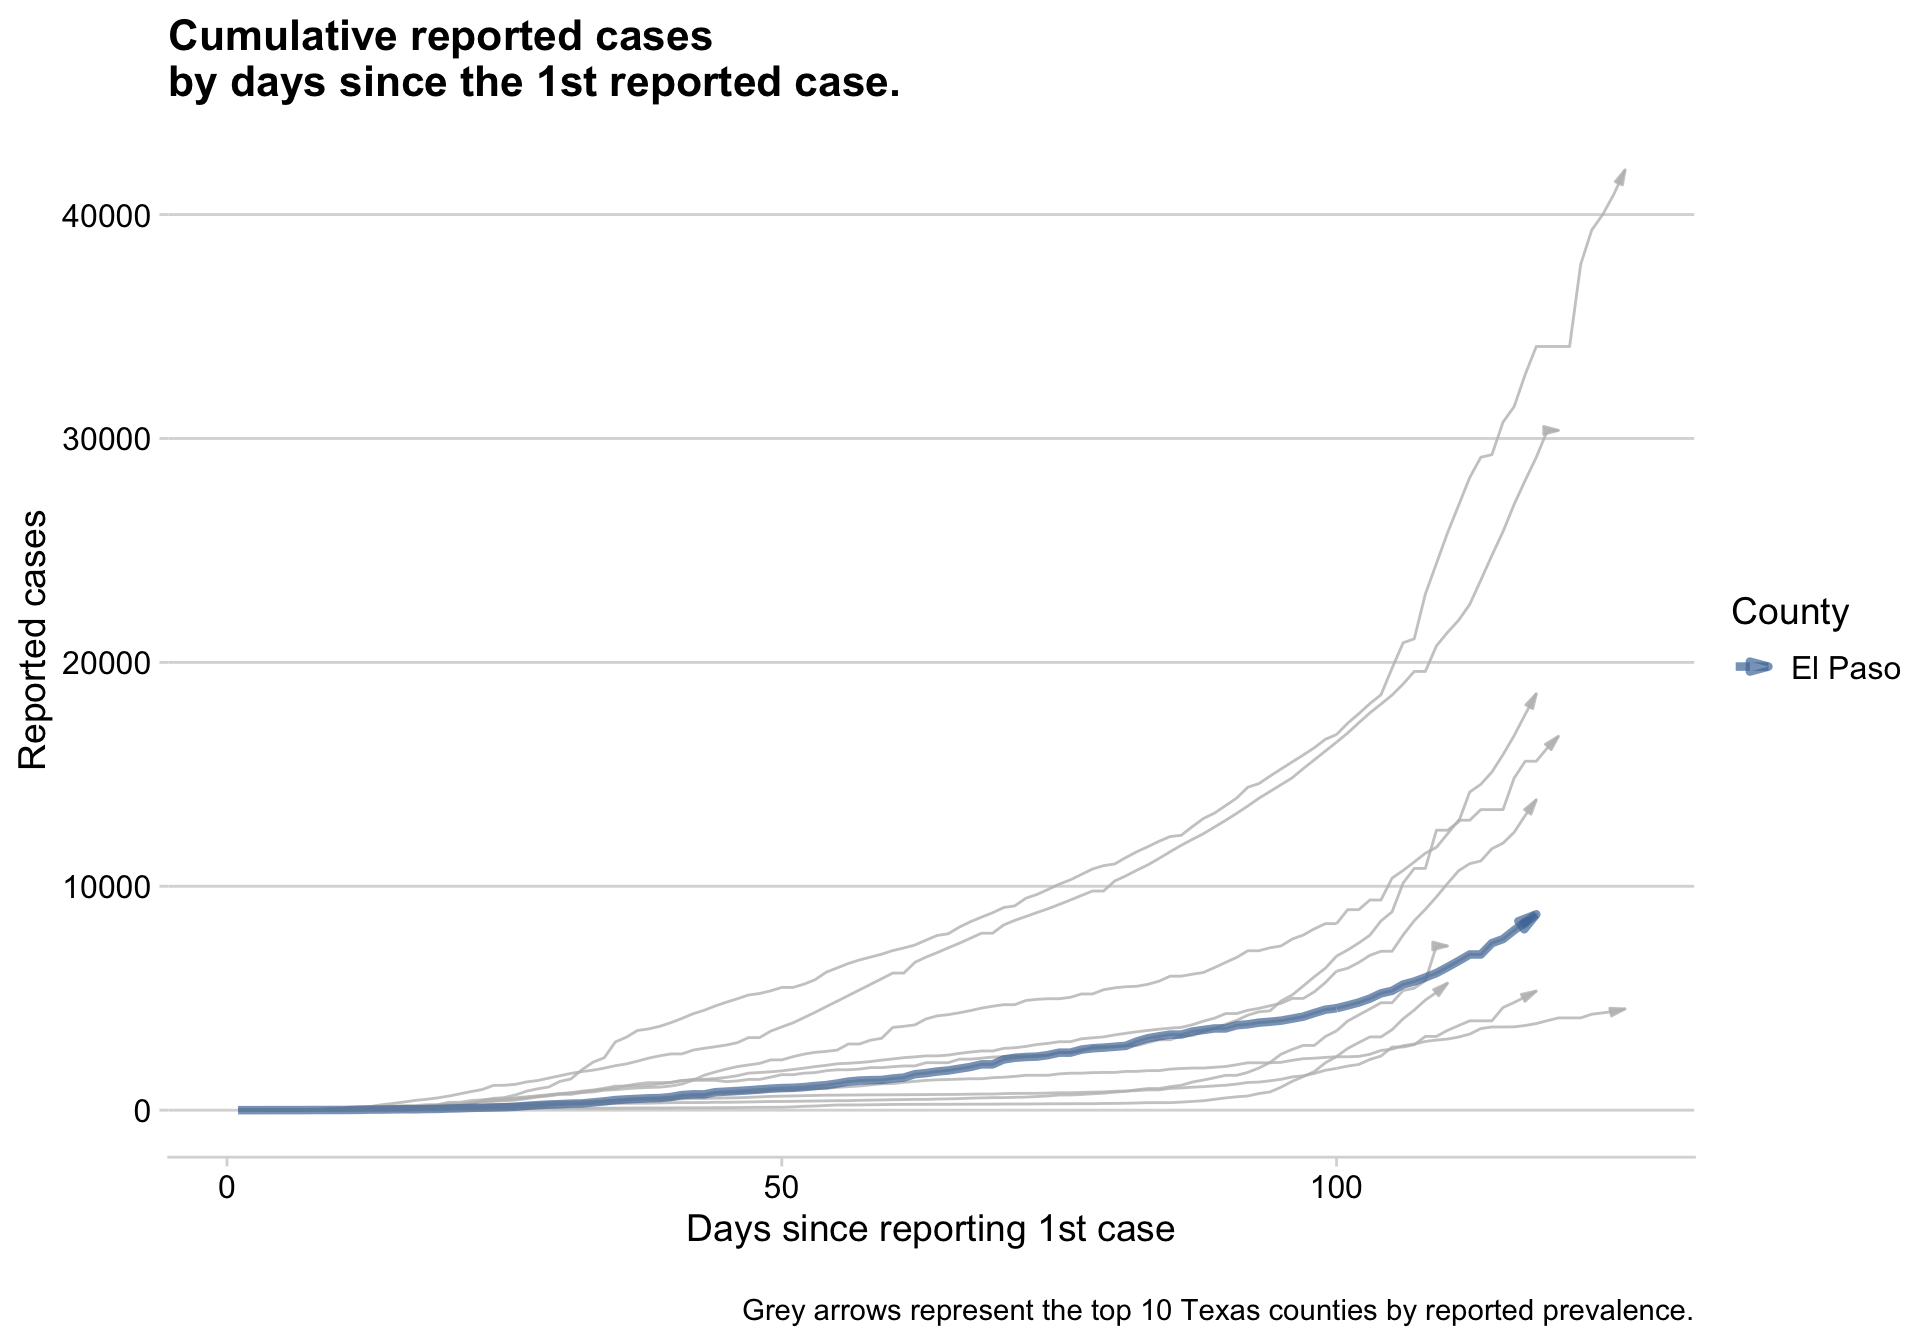 Cumulative reported cases
by days since the 1st reported case.
40000
30000
20000
10000
0
Reported cases
0 50 100
Days since reporting 1st case
County
El Paso
Grey arrows represent the top 10 Texas counties by reported prevalence.